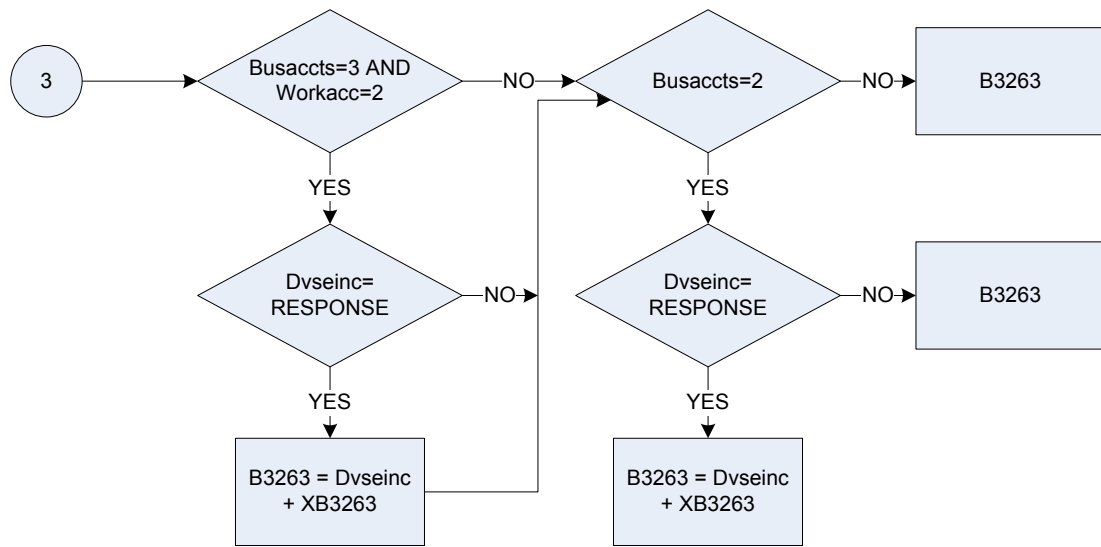 3
Busaccts=3 AND
Workacc=2
NO
Busaccts=2
NO
B3263
YES
YES
Dvseinc=
RESPONSE
NO
Dvseinc=
RESPONSE
NO
B3263
YES
YES
B3263 = Dvseinc
+ XB3263
B3263 = Dvseinc
+ XB3263